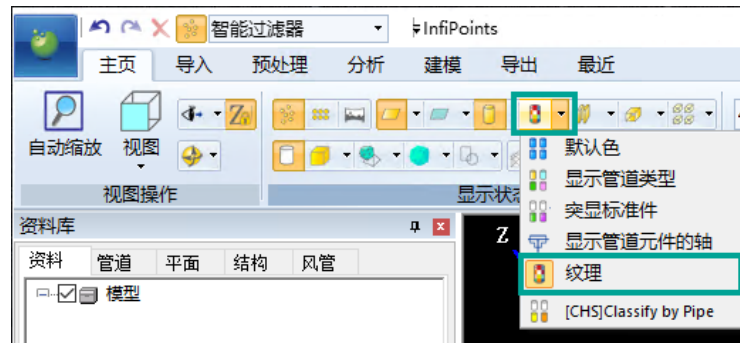 智能过滤器
InfiPoints
主页 导入 预处理 分析 建模 导出 最近
自动缩放 视图
默认色
显示管道类型
突显标准件
显示管道元件的轴
纹理
[CHS]Classify by Pipe
视图操作 显示状
资料库
资料 管道 平面 结构 风管
模型
Z